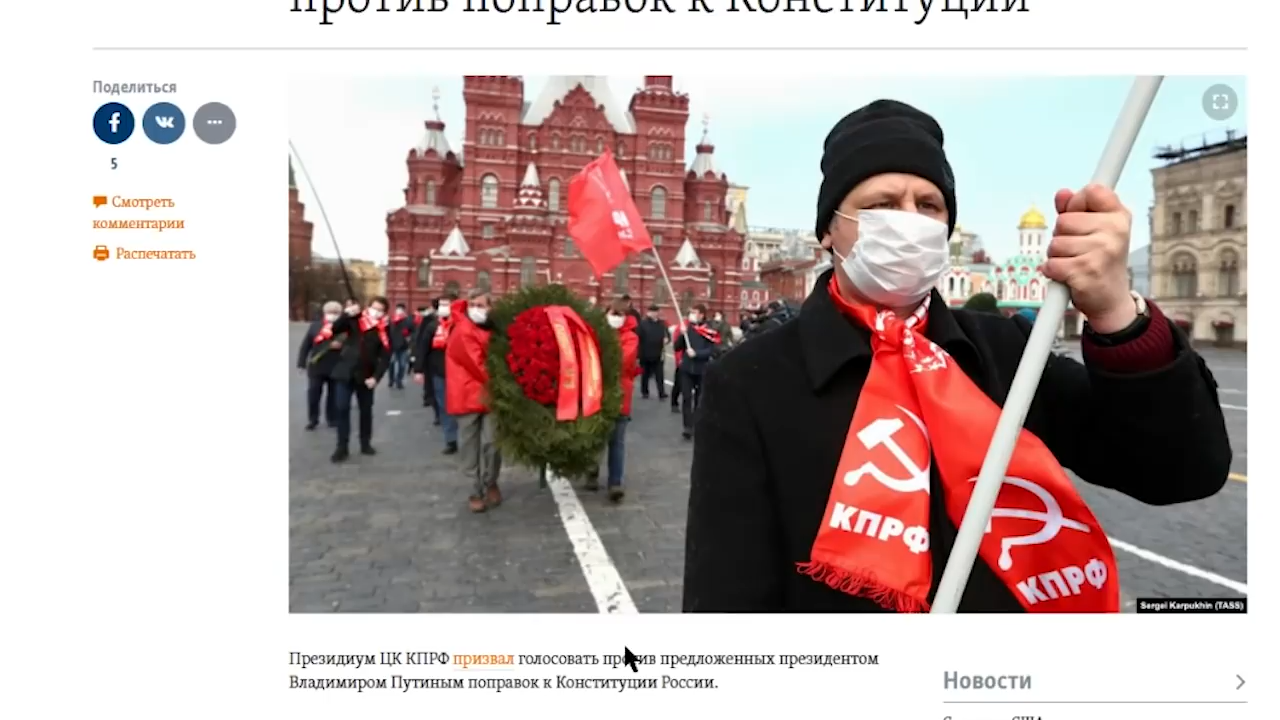 против поправок к Конституции
Поделиться
5
Смотреть
комментарии
Распечатать
КПРФ
КПРФ
Sergei Karpukhin (TASS)
Президиум ЦК КПРФ призвал голосовать против предложенных президентом
Владимиром Путиным поправок к Конституции России.
Новости